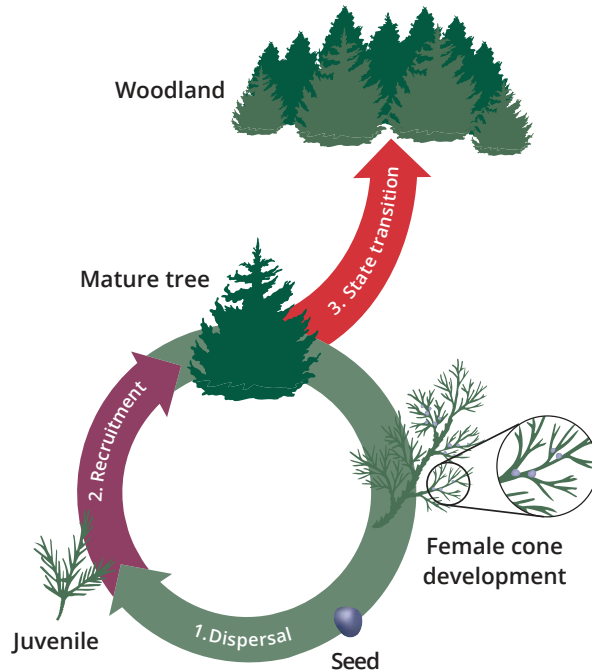 Woodland
3. State transition
Mature tree
2. Recruitment
Female cone
development
Juvenile
1.Dispersal
Seed